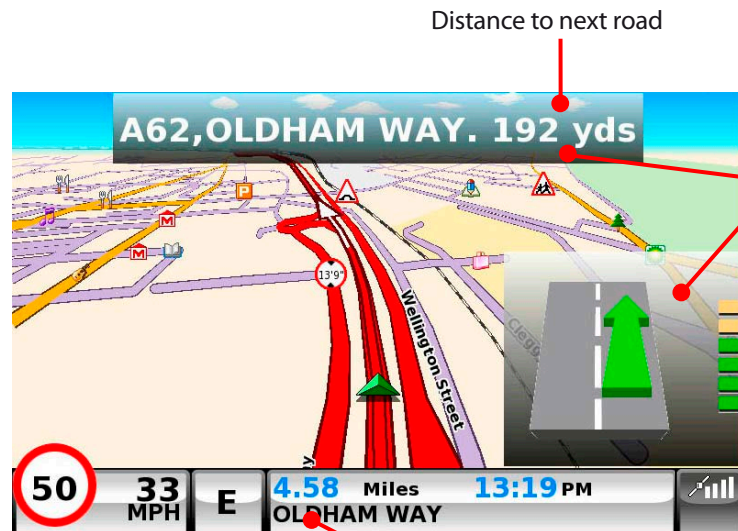 Distance to next road
A62,OLDHAM WAY. 192 yds
P
M
M
13'9"
Wellington Street
Clegg
y
50
33
MPH
E
4.58 Miles
13:19 PM
OLDHAM WAY